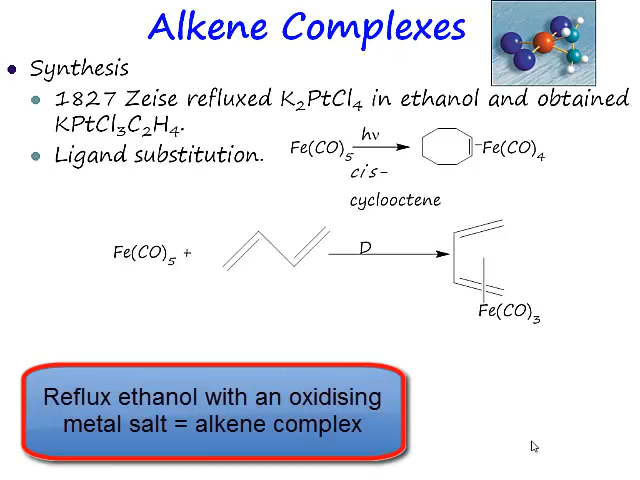 Alkene Complexes
Synthesis
1827 Zeise refluxed K₂PtCl₄ in ethanol and obtained
KPtCl₃C₂H₄.
Ligand substitution.
Fe(CO)₅
hν
cis-
cyclooctene
Fe(CO)₄
Fe(CO)₅ +
D
Fe(CO)₃
Reflux ethanol with an oxidising
metal salt = alkene complex